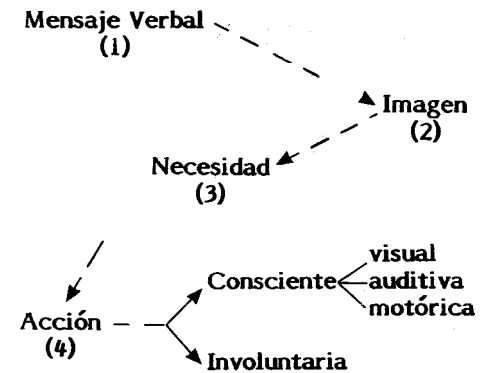 Mensaje Verbal
(1)
Imagen
(2)
Necesidad
(3)
visual
Consciente
auditiva
motórica
Acción
(4)
Involuntaria